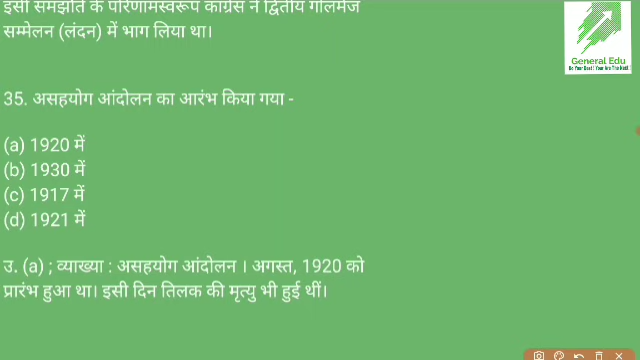 इसी समझौते के परिणामस्वरूप कांग्रेस ने द्वितीय गोलमेज
सम्मेलन (लंदन) में भाग लिया था।
35. असहयोग आंदोलन का आरंभ किया गया -
(a) 1920 में
(b) 1930 में
(c) 1917 में
(d) 1921 में
उ. (a) ; व्याख्या : असहयोग आंदोलन । अगस्त, 1920 को
प्रारंभ हुआ था। इसी दिन तिलक की मृत्यु भी हुई थीं।
General Edu